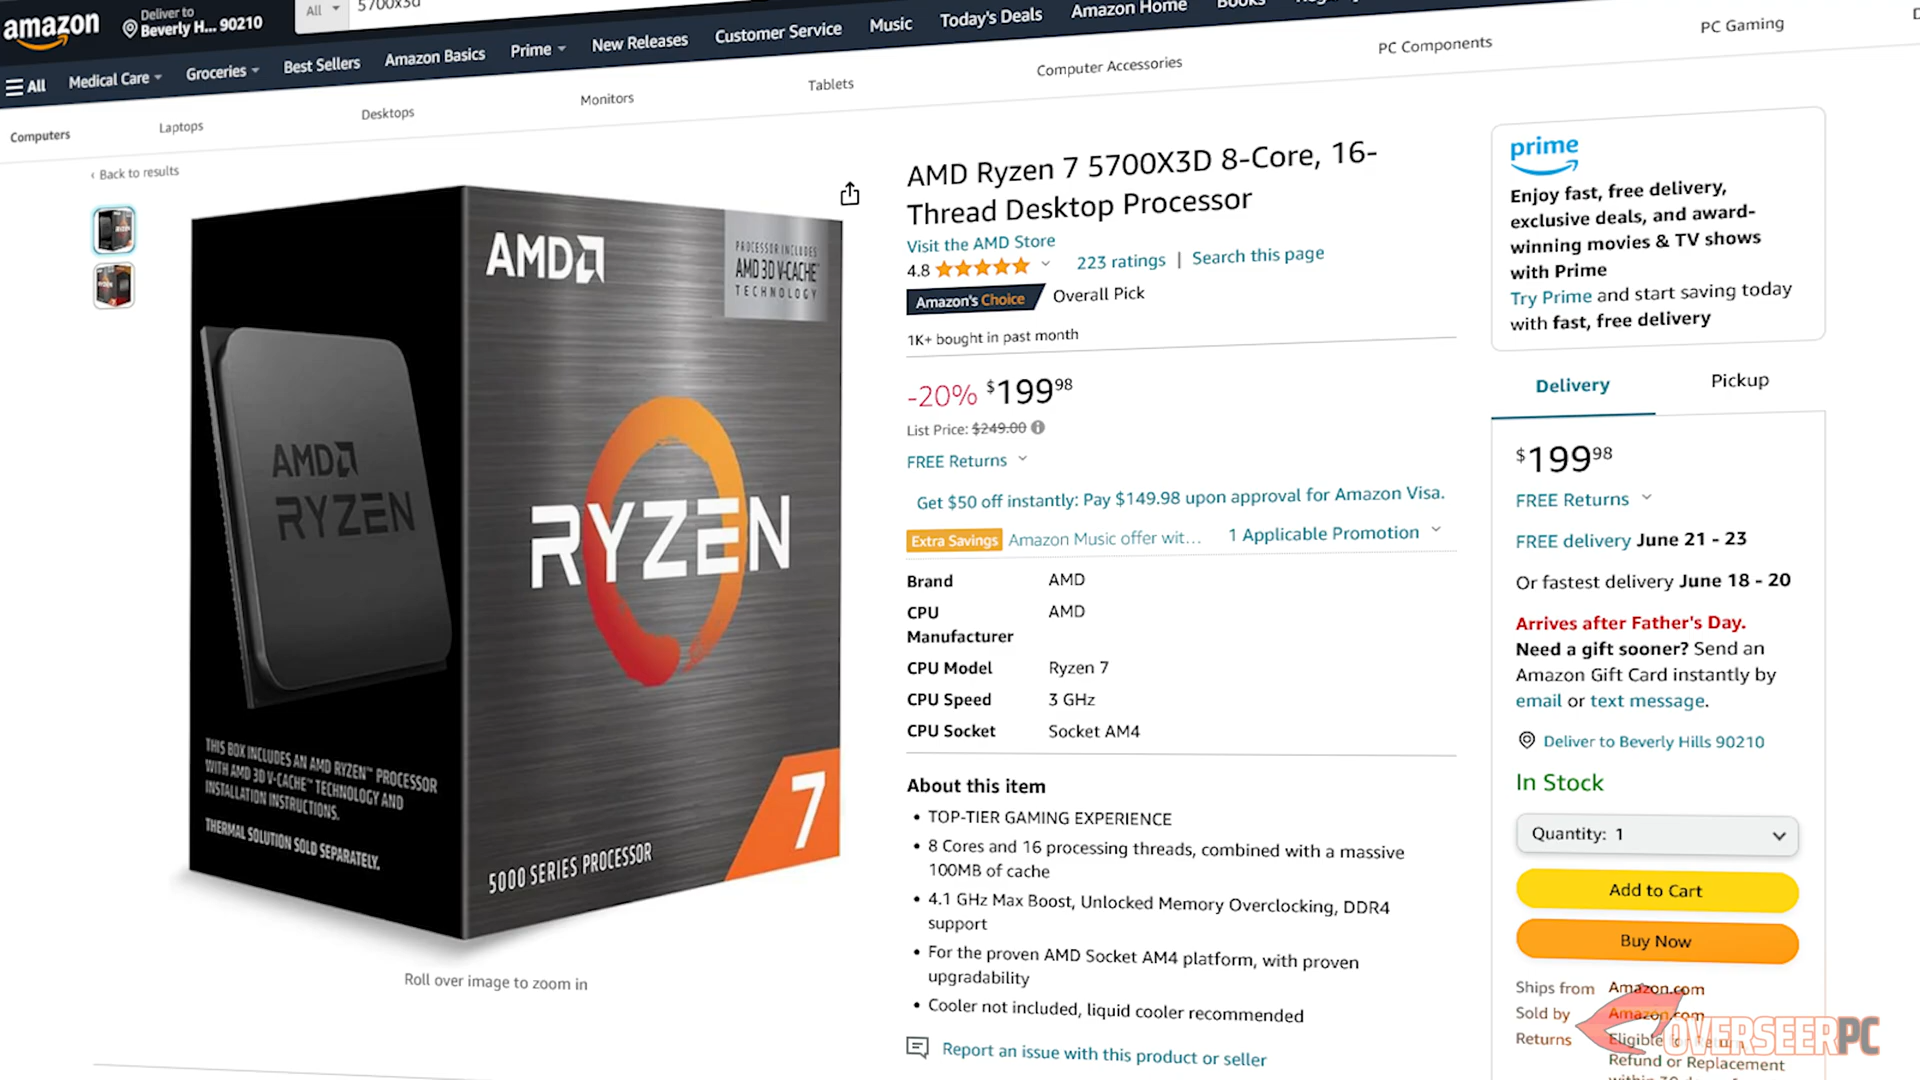 amazon
Deliver to
Beverly H... 90210
All
5700x3d
All
Medical Care
Groceries
Best Sellers
Amazon Basics
Prime
New Releases
Customer Service
Music
Today's Deals
Amazon Home
Books
Computers
Laptops
Desktops
Monitors
Tablets
Computer Accessories
PC Components
PC Gaming
‹ Back to results
AMD
PROCESSOR INCLUDES
AMD 3D V-CACHE™
TECHNOLOGY
AMD
RYZEN
RYZEN
THIS BOX INCLUDES AN AMD RYZEN™ PROCESSOR
WITH AMD 3D V-CACHE™ TECHNOLOGY AND
INSTALLATION INSTRUCTIONS.
THERMAL SOLUTION SOLD SEPARATELY.
5000 SERIES PROCESSOR
7
Roll over image to zoom in
AMD Ryzen 7 5700X3D 8-Core, 16-
Thread Desktop Processor
Visit the AMD Store
4.8
223 ratings | Search this page
Amazon's Choice
Overall Pick
1K+ bought in past month
-20% $199 98
List Price: $249.00
FREE Returns
Get $50 off instantly: Pay $149.98 upon approval for Amazon Visa.
Extra Savings
Amazon Music offer wit...
1 Applicable Promotion
Brand AMD
CPU AMD
Manufacturer
CPU Model Ryzen 7
CPU Speed 3 GHz
CPU Socket Socket AM4
About this item
• TOP-TIER GAMING EXPERIENCE
• 8 Cores and 16 processing threads, combined with a massive
100MB of cache
• 4.1 GHz Max Boost, Unlocked Memory Overclocking, DDR4
support
• For the proven AMD Socket AM4 platform, with proven
upgradability
• Cooler not included, liquid cooler recommended
Report an issue with this product or seller
prime
Enjoy fast, free delivery,
exclusive deals, and award-
winning movies & TV shows
with Prime
Try Prime and start saving today
with fast, free delivery
Delivery
Pickup
$199 98
FREE Returns
FREE delivery June 21 - 23
Or fastest delivery June 18 - 20
Arrives after Father's Day.
Need a gift sooner? Send an
Amazon Gift Card instantly by
email or text message.
Deliver to Beverly Hills 90210
In Stock
Quantity: 1
Add to Cart
Buy Now
Ships from Amazon.com
Sold by Amazon.com
Returns Eligible
Refund or Replacement
OVERSEERPC